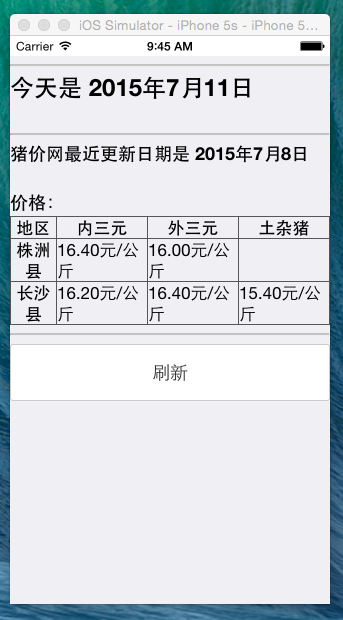 iOS Simulator - iPhone 5s - iPhone 5...
Carrier 9:45 AM
今天是 2015年7月11日
猪价网最近更新日期是 2015年7月8日
价格：
地区 内三元 外三元 土杂猪
株洲县 16.40元/公斤 16.00元/公斤
长沙县 16.20元/公斤 16.40元/公斤 15.40元/公斤
刷新